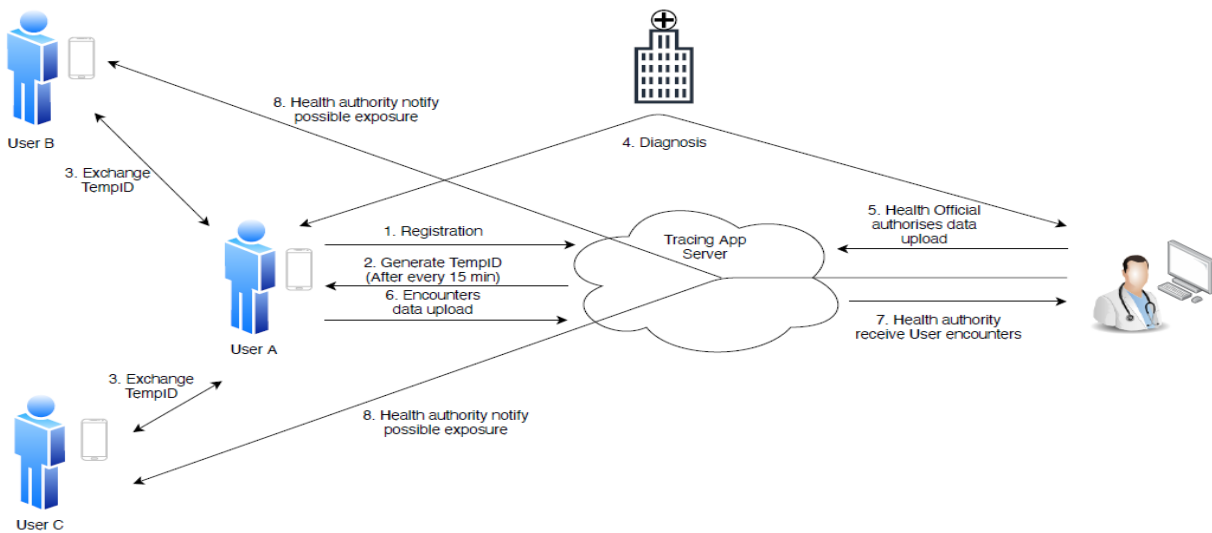 User B
8. Health authority notify
possible exposure
4. Diagnosis
3. Exchange
TempID
1. Registration
Tracing App
Server
5. Health Official
authorises data
upload
2. Generate TempID
(After every 15 min)
6. Encounters
data upload
User A
7. Health authority
receive User encounters
3. Exchange
TempID
8. Health authority notify
possible exposure
User C